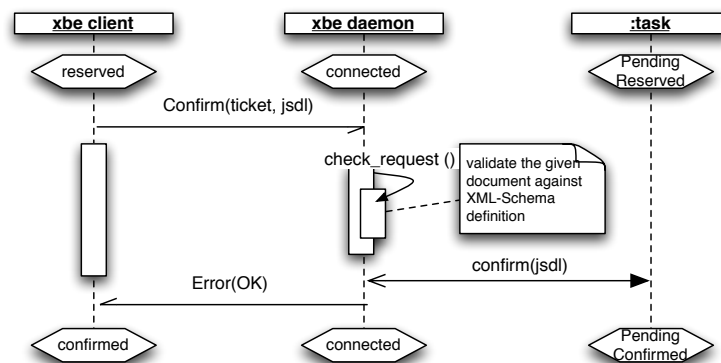 xbe client
xbe daemon
:task
reserved
connected
Pending
Reserved
Confirm(ticket, jsdl)
check_request ()
validate the given
document against
XML-Schema
definition
confirm(jsdl)
Error(OK)
confirmed
connected
Pending
Confirmed